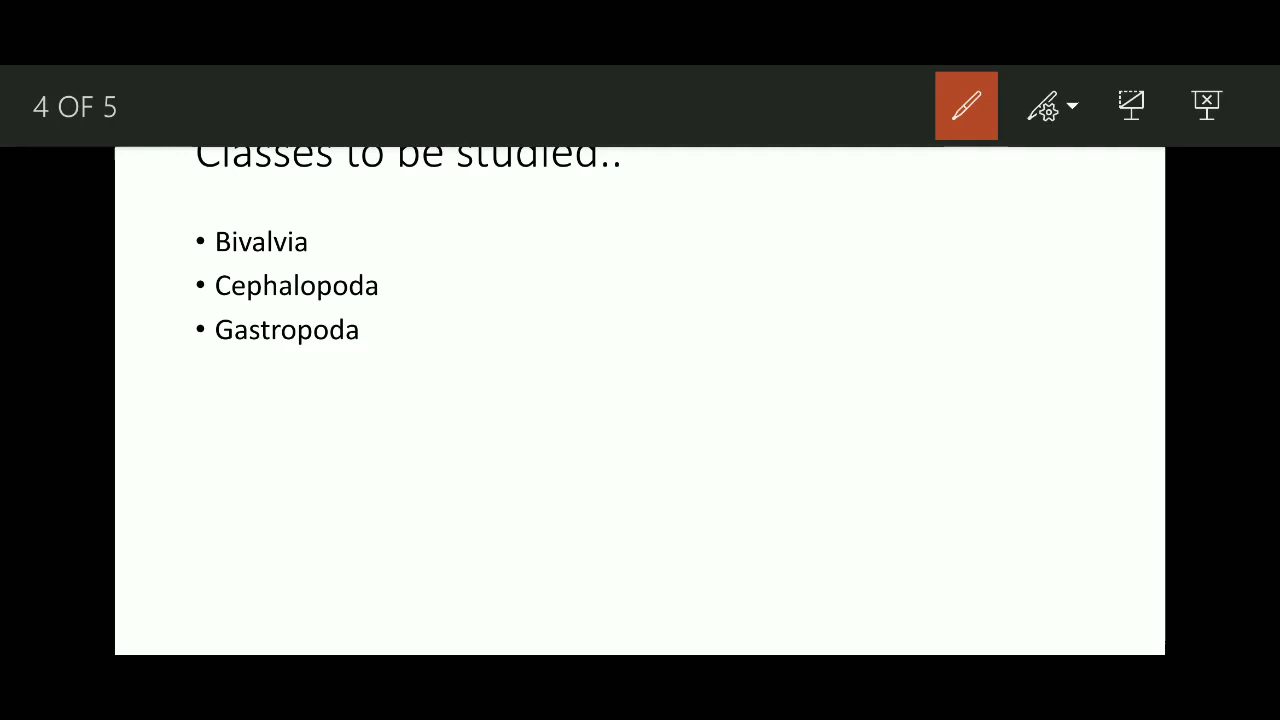 4 OF 5
Classes to be studied..
• Bivalvia
• Cephalopoda
• Gastropoda